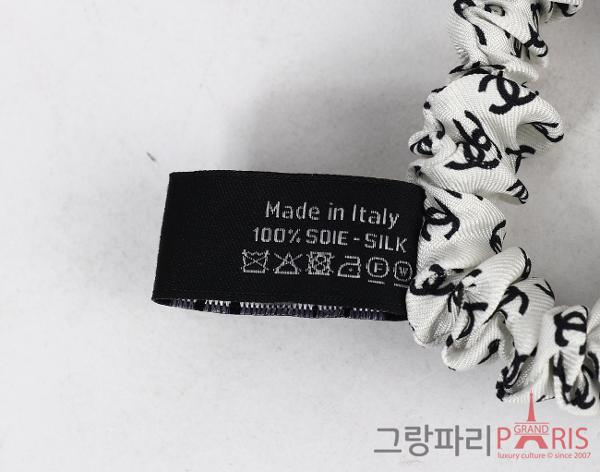 Made in Italy
100% SOIE - SILK
F W
그랑파리 GRAND PARIS
luxury culture © since 2007